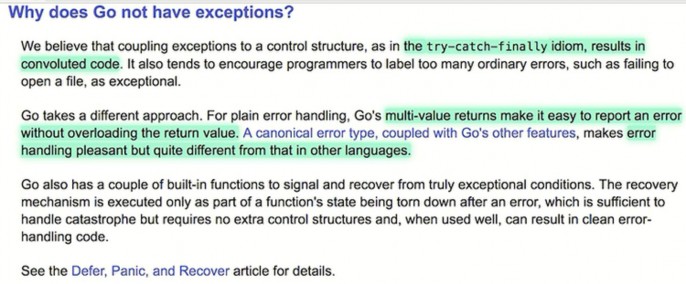 Why does Go not have exceptions?
We believe that coupling exceptions to a control structure, as in the try-catch-finally idiom, results in
convoluted code. It also tends to encourage programmers to label too many ordinary errors, such as failing to
open a file, as exceptional.
Go takes a different approach. For plain error handling, Go's multi-value returns make it easy to report an error
without overloading the return value. A canonical error type, coupled with Go's other features, makes error
handling pleasant but quite different from that in other languages.
Go also has a couple of built-in functions to signal and recover from truly exceptional conditions. The recovery
mechanism is executed only as part of a function's state being torn down after an error, which is sufficient to
handle catastrophe but requires no extra control structures and, when used well, can result in clean error-
handling code.
See the Defer, Panic, and Recover article for details.